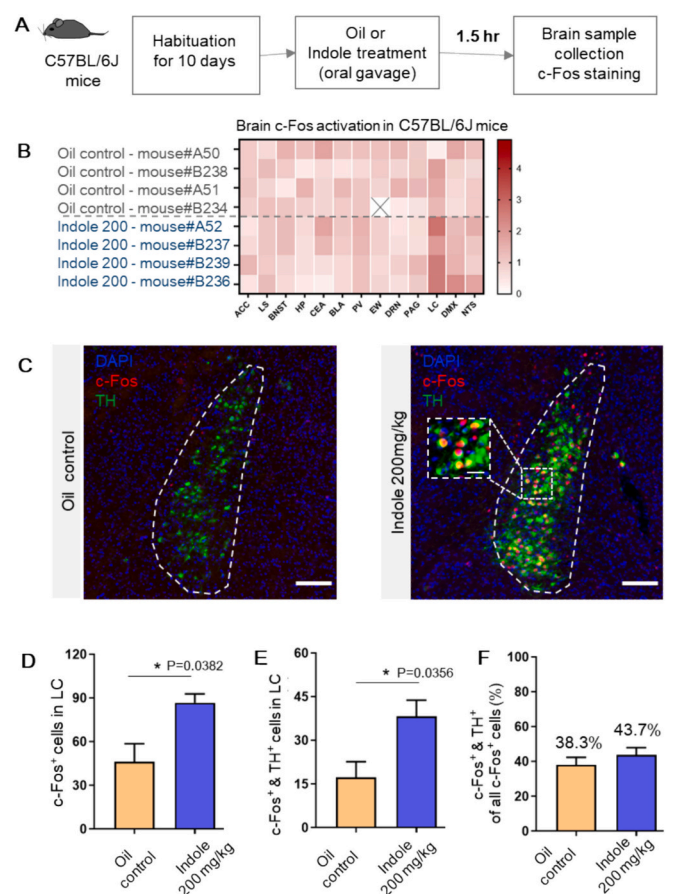 A
C57BL/6J
mice
Habituation
for 10 days
Oil or
Indole treatment
(oral gavage)
1.5 hr
Brain sample
collection
c-Fos staining
B
Brain c-Fos activation in C57BL/6J mice
Oil control - mouse#A50
Oil control - mouse#B238
Oil control - mouse#A51
Oil control - mouse#B234
Indole 200 - mouse#A52
Indole 200 - mouse#B237
Indole 200 - mouse#B239
Indole 200 - mouse#B236
ACC LS BNST HP CEA BLA PV EW DRN PAG LC DMX NTS
4
3
2
1
0
C
Oil control
DAPI
c-Fos
TH
Indole 200mg/kg
DAPI
c-Fos
TH
D
c-Fos⁺ cells in LC
120
90
60
30
0
* P=0.0382
Oil
control
Indole
200 mg/kg
E
c-Fos⁺ & TH⁺ cells in LC
60
45
30
15
0
* P=0.0356
Oil
control
Indole
200 mg/kg
F
c-Fos⁺ & TH⁺
of all c-Fos⁺ cells (%)
100
80
60
40
20
0
38.3%
43.7%
Oil
control
Indole
200 mg/kg